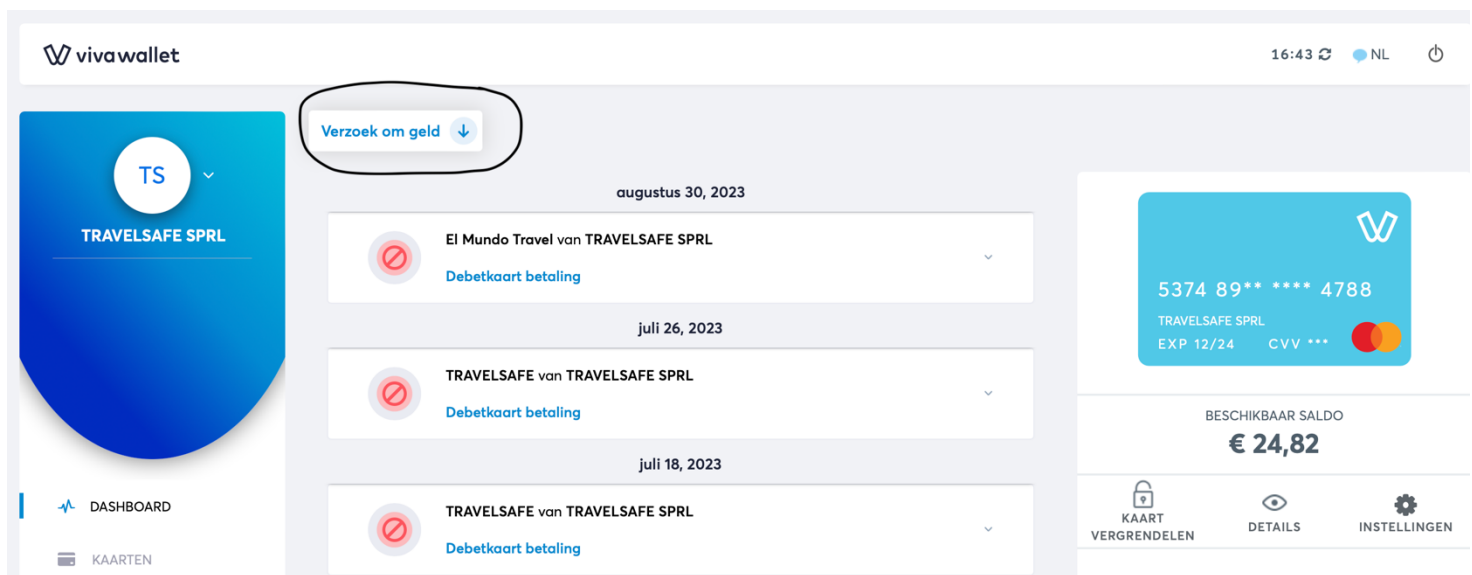 vivawallet
16:43 NL
Verzoek om geld
TS
TRAVELSAFE SPRL
DASHBOARD
KAARTEN
augustus 30, 2023
El Mundo Travel van TRAVELSAFE SPRL
Debetkaart betaling
juli 26, 2023
TRAVELSAFE van TRAVELSAFE SPRL
Debetkaart betaling
juli 18, 2023
TRAVELSAFE van TRAVELSAFE SPRL
Debetkaart betaling
5374 89** **** 4788
TRAVELSAFE SPRL
EXP 12/24 CVV ***
BESCHIKBAAR SALDO
€ 24,82
KAART
VERGRENDELEN
DETAILS
INSTELLINGEN